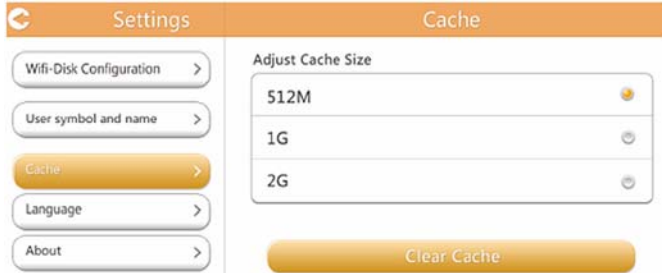 Settings
Cache
Wifi-Disk Configuration
User symbol and name
Cache
Language
About
Adjust Cache Size
512M
1G
2G
Clear Cache